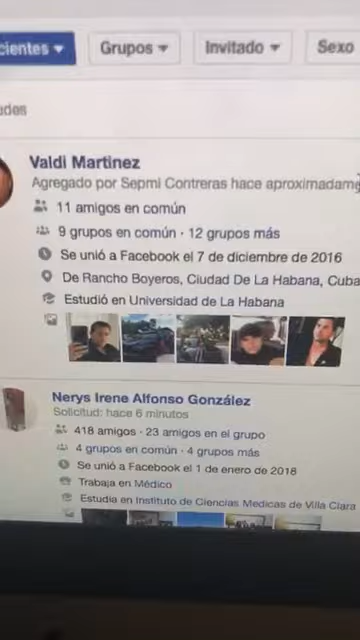 cientes Grupos Invitado Sexo
Valdi Martinez
Agregado por Sepmi Contreras hace aproximadame
11 amigos en común
9 grupos en común · 12 grupos más
Se unió a Facebook el 7 de diciembre de 2016
De Rancho Boyeros, Ciudad De La Habana, Cuba
Estudió en Universidad de La Habana
Nerys Irene Alfonso González
Solicitud: hace 6 minutos
418 amigos · 23 amigos en el grupo
4 grupos en común · 4 grupos más
Se unió a Facebook el 1 de enero de 2018
Trabaja en Médico
Estudia en Instituto de Ciencias Medicas de Villa Clara